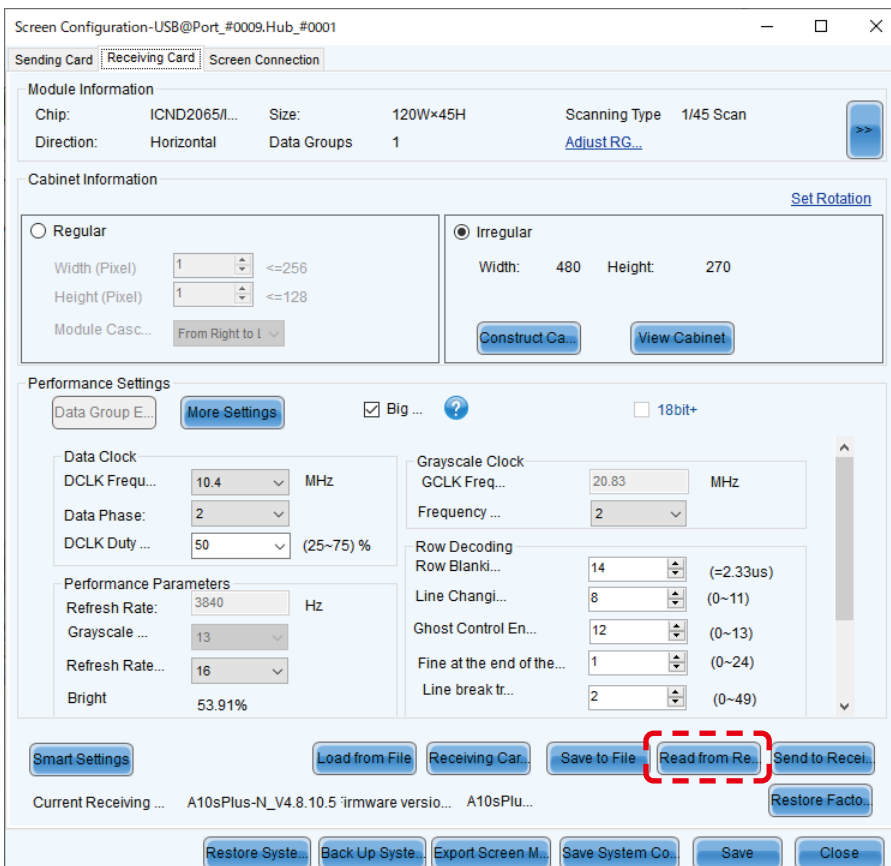 Screen Configuration-USB@Port_#0009.Hub_#0001
Sending Card Receiving Card Screen Connection
Module Information
Chip: ICND2065/I... Size: 120W×45H Scanning Type 1/45 Scan
Direction: Horizontal Data Groups 1 Adjust RG...
>>
Cabinet Information
Set Rotation
Regular
Width (Pixel) 1 <=256
Height (Pixel) 1 <=128
Module Casc... From Right to L
Irregular
Width: 480 Height: 270
Construct Ca... View Cabinet
Performance Settings
Data Group E... More Settings Big ... ? 18bit+
Data Clock
DCLK Frequ... 10.4 MHz
Data Phase: 2
DCLK Duty ... 50 (25~75) %
Performance Parameters
Refresh Rate: 3840 Hz
Grayscale ... 13
Refresh Rate... 16
Bright 53.91%
Grayscale Clock
GCLK Freq... 20.83 MHz
Frequency ... 2
Row Decoding
Row Blanki... 14 (=2.33us)
Line Changi... 8 (0~11)
Ghost Control En... 12 (0~13)
Fine at the end of the... 1 (0~24)
Line break tr... 2 (0~49)
Smart Settings Load from File Receiving Car... Save to File Read from Re... Send to Recei...
Current Receiving ... A10sPlus-N_V4.8.10.5 irmware versio... A10sPlu... Restore Facto...
Restore Syste... Back Up Syste... Export Screen M... Save System Co... Save Close